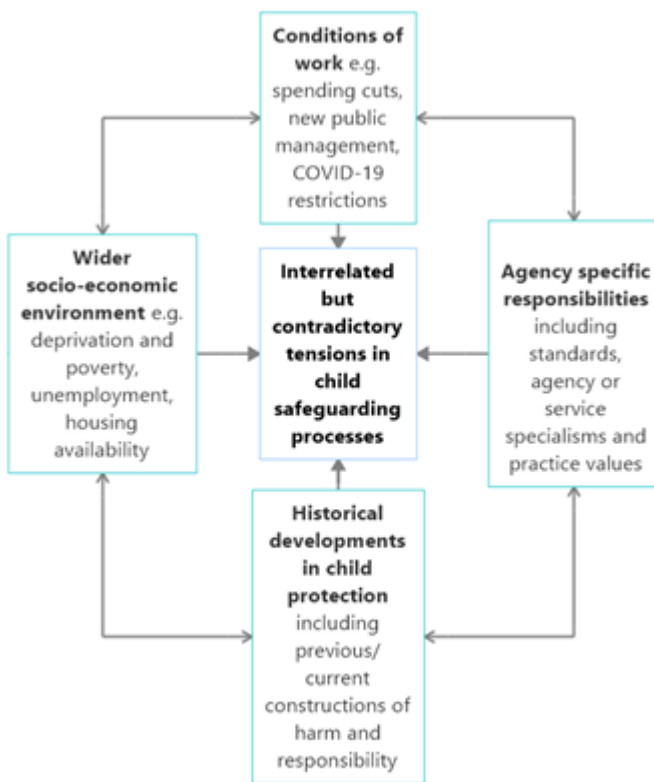 Conditions of
work e.g.
spending cuts,
new public
management,
COVID-19
restrictions
Wider
socio-economic
environment e.g.
deprivation and
poverty,
unemployment,
housing
availability
Interrelated
but
contradictory
tensions in
child
safeguarding
processes
Agency specific
responsibilities
including
standards,
agency or
service
specialisms and
practice values
Historical
developments
in child
protection
including
previous/
current
constructions of
harm and
responsibility